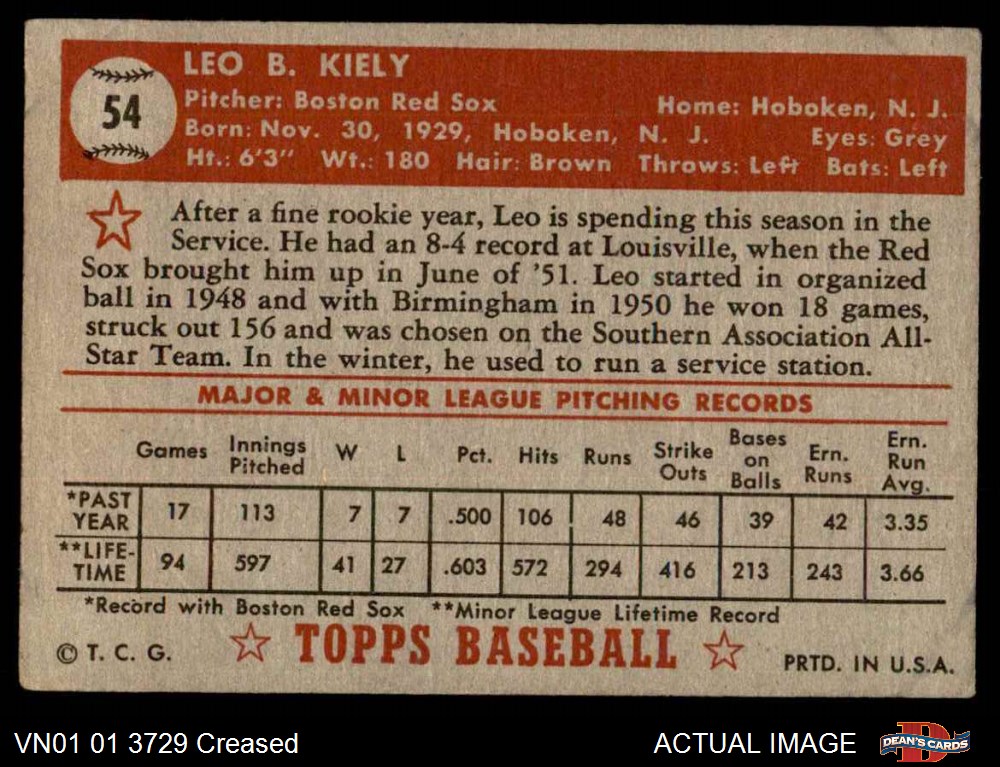 54
LEO B. KIELY
Pitcher: Boston Red Sox Home: Hoboken, N. J.
Born: Nov. 30, 1929, Hoboken, N. J. Eyes: Grey
Ht.: 6'3" Wt.: 180 Hair: Brown Throws: Left Bats: Left
After a fine rookie year, Leo is spending this season in the
Service. He had an 8-4 record at Louisville, when the Red
Sox brought him up in June of '51. Leo started in organized
ball in 1948 and with Birmingham in 1950 he won 18 games,
struck out 156 and was chosen on the Southern Association All-
Star Team. In the winter, he used to run a service station.
MAJOR & MINOR LEAGUE PITCHING RECORDS
Games Innings Pitched W L Pct. Hits Runs Strike Outs Bases on Balls Ern. Runs Ern. Run Avg.
*PAST YEAR 17 113 7 7 .500 106 48 46 39 42 3.35
**LIFE-TIME 94 597 41 27 .603 572 294 416 213 243 3.66
*Record with Boston Red Sox **Minor League Lifetime Record
© T. C. G. TOPPS BASEBALL PRTD. IN U.S.A.
VN01 01 3729 Creased ACTUAL IMAGE D DEAN'S CARDS